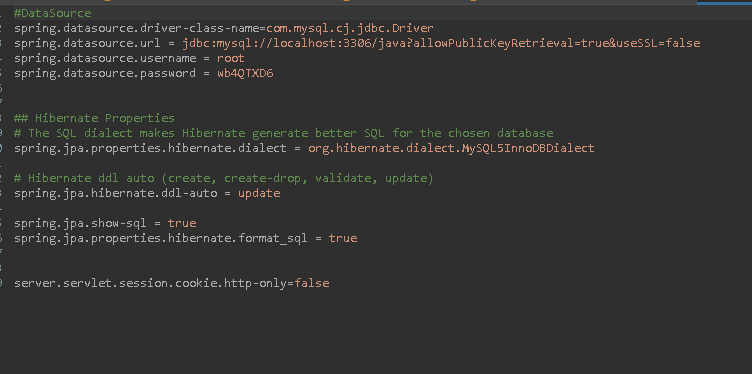 #DataSource
spring.datasource.driver-class-name=com.mysql.cj.jdbc.Driver
spring.datasource.url = jdbc:mysql://localhost:3306/java?allowPublicKeyRetrieval=true&useSSL=false
spring.datasource.username = root
spring.datasource.password = wb4QTXD6
## Hibernate Properties
# The SQL dialect makes Hibernate generate better SQL for the chosen database
spring.jpa.properties.hibernate.dialect = org.hibernate.dialect.MySQL5InnoDBDialect
# Hibernate ddl auto (create, create-drop, validate, update)
spring.jpa.hibernate.ddl-auto = update
spring.jpa.show-sql = true
spring.jpa.properties.hibernate.format_sql = true
server.servlet.session.cookie.http-only=false